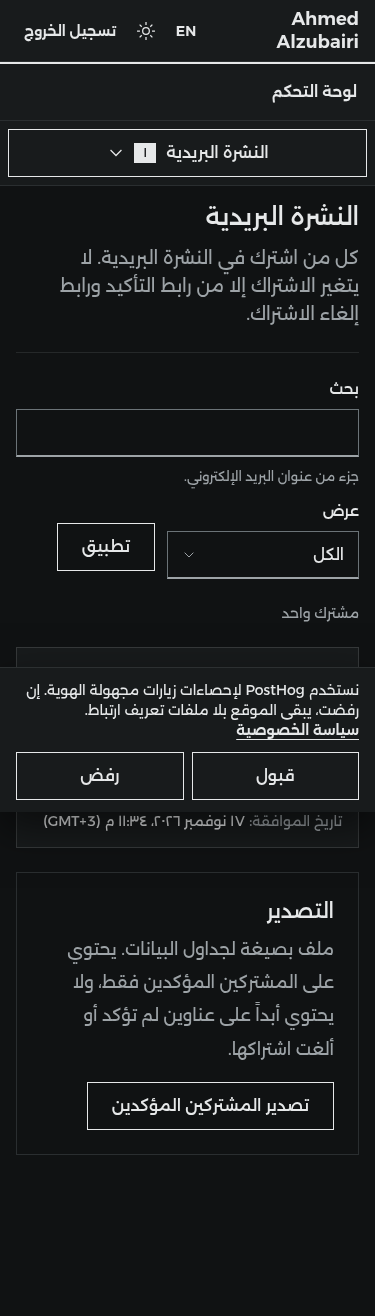 Ahmed
Alzubairi
EN
تسجيل الخروج
لوحة التحكم
النشرة البريدية ١
النشرة البريدية
كل من اشترك في النشرة البريدية. لا
يتغير الاشتراك إلا من رابط التأكيد ورابط
إلغاء الاشتراك.
بحث
جزء من عنوان البريد الإلكتروني.
عرض
الكل
تطبيق
مشترك واحد
نستخدم PostHog لإحصاءات زيارات مجهولة الهوية. إن
رفضت، يبقى الموقع بلا ملفات تعريف ارتباط.
سياسة الخصوصية
قبول
رفض
تاريخ الموافقة: ١٧ نوفمبر ٢٠٢٦، ١١:٣٤ م (GMT+3)
التصدير
ملف بصيغة لجداول البيانات. يحتوي
على المشتركين المؤكدين فقط، ولا
يحتوي أبداً على عناوين لم تؤكد أو
ألغت اشتراكها.
تصدير المشتركين المؤكدين